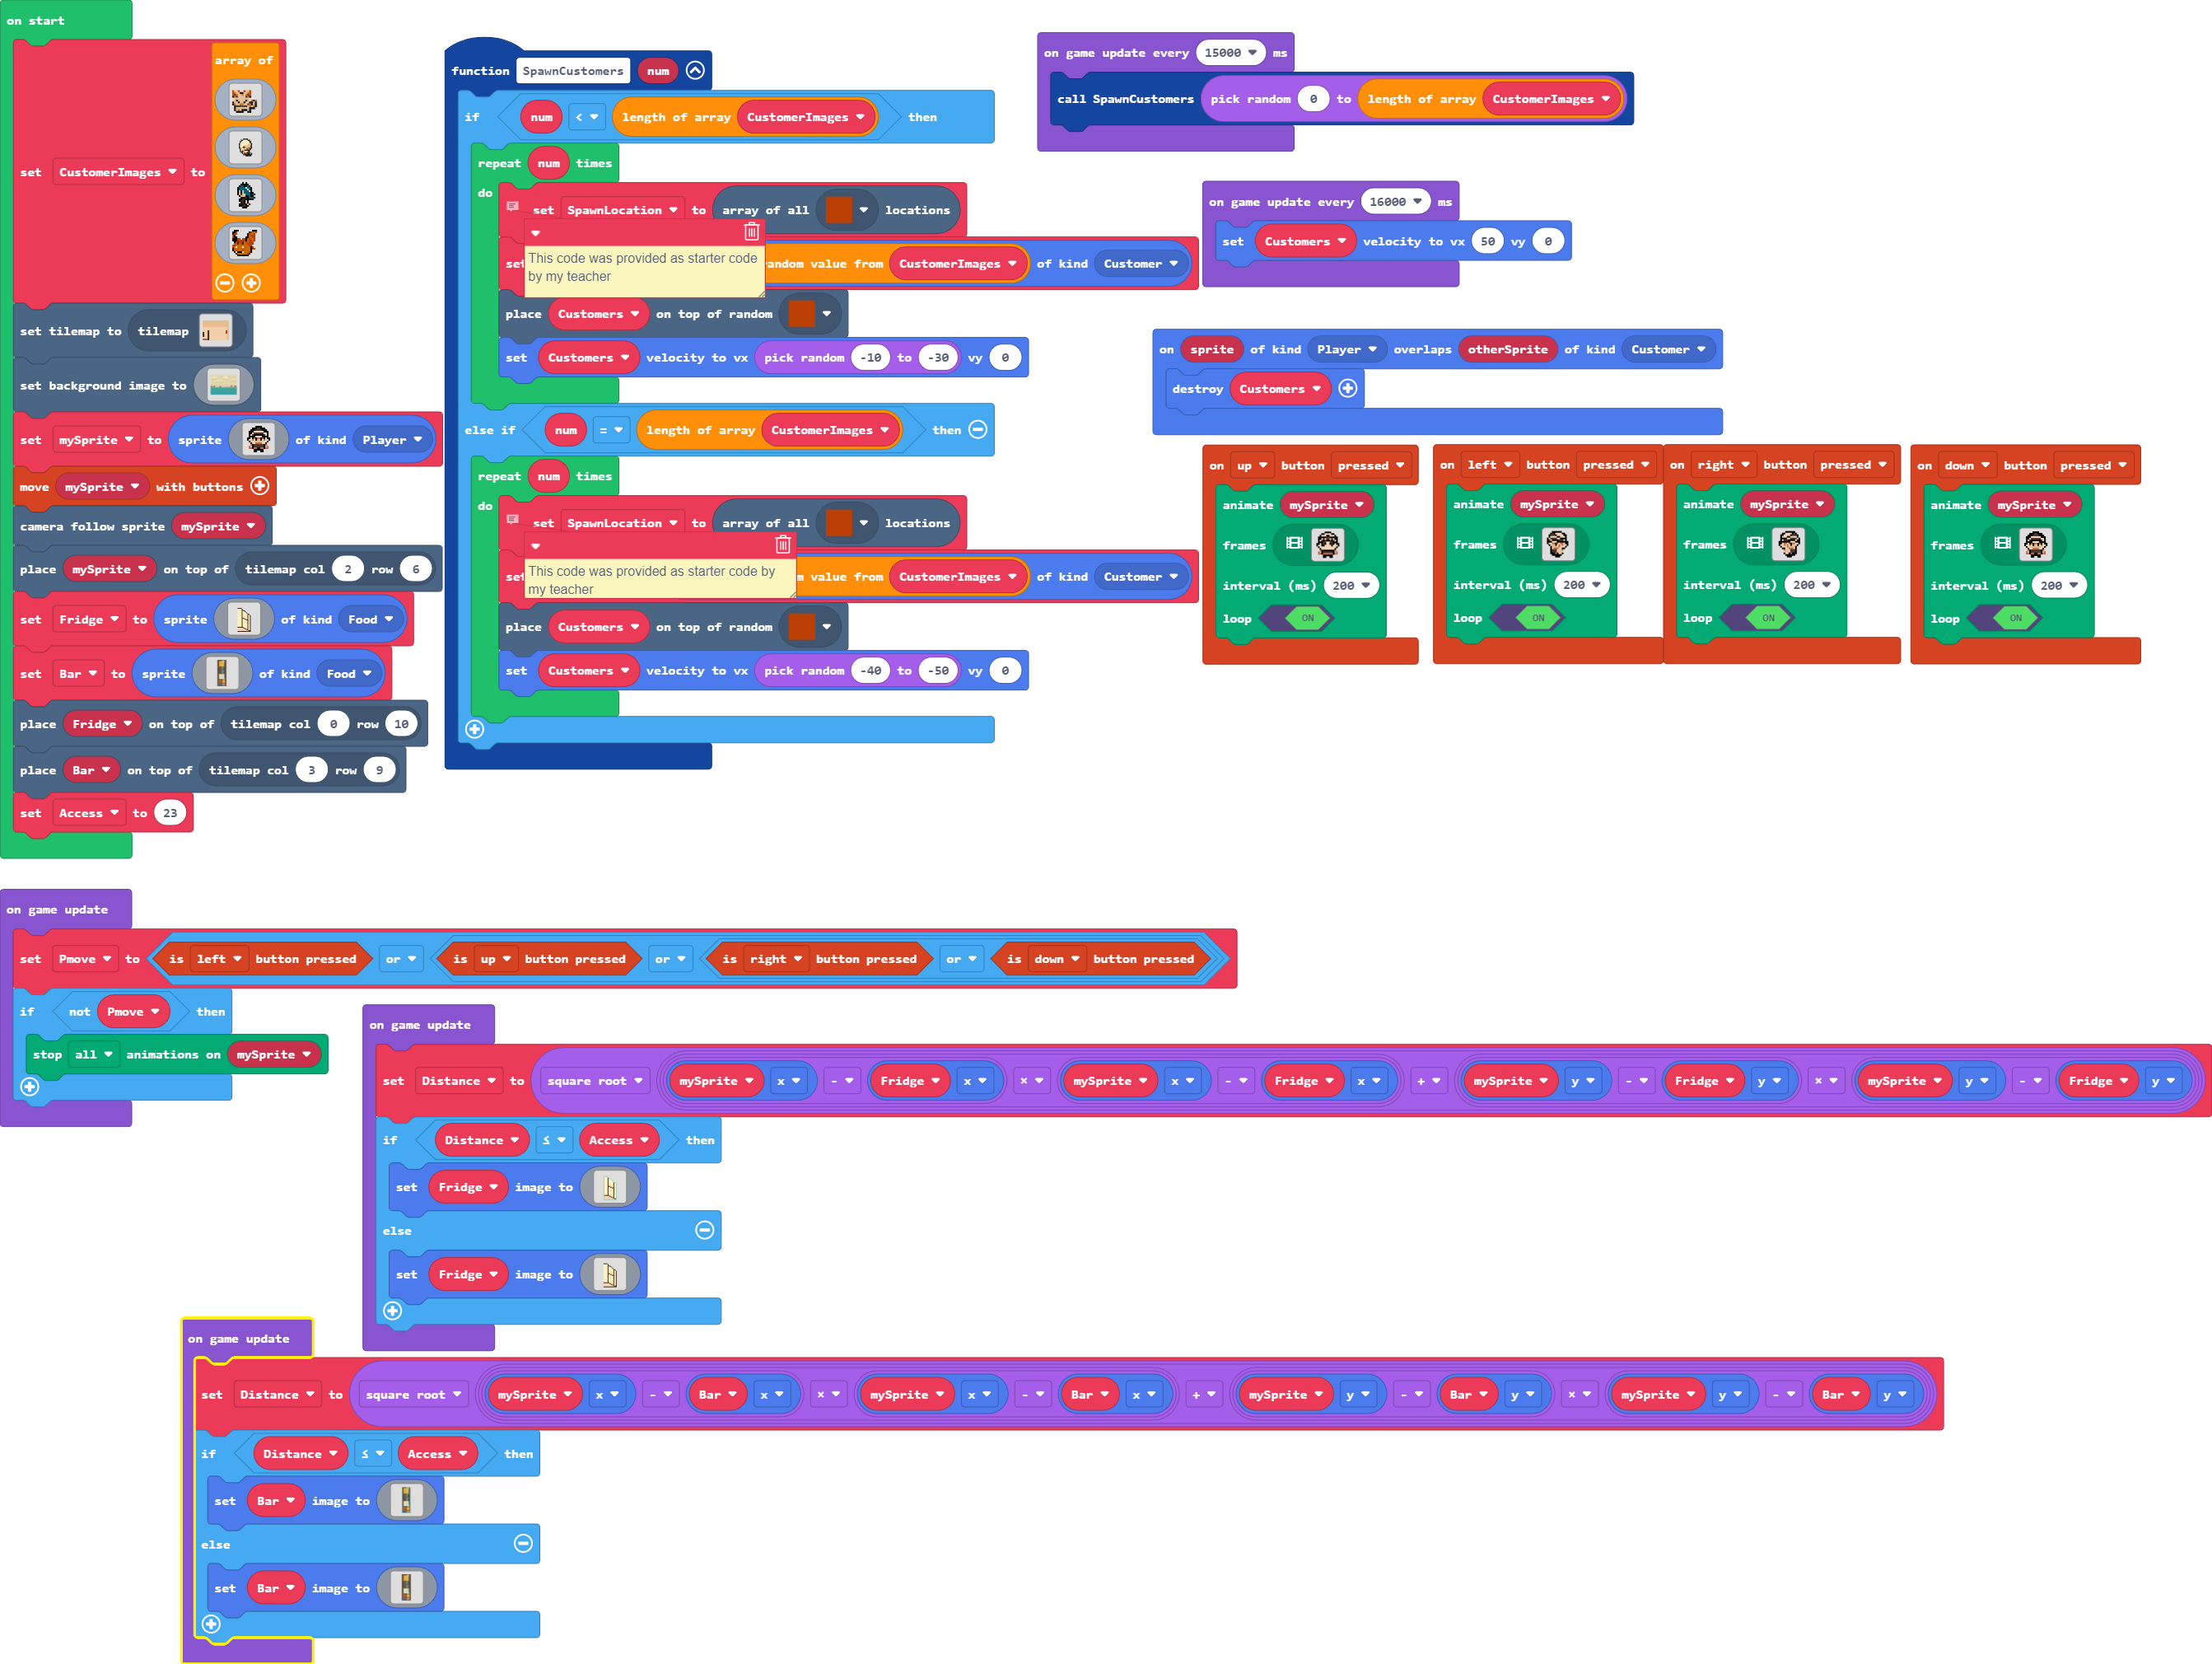 on start
set CustomerImages to array of
set tilemap to tilemap
set background image to
set mySprite to sprite of kind Player
move mySprite with buttons
camera follow sprite mySprite
place mySprite on top of tilemap col 2 row 6
set Fridge to sprite of kind Food
set Bar to sprite of kind Food
place Fridge on top of tilemap col 0 row 10
place Bar on top of tilemap col 3 row 9
set Access to 23
function SpawnCustomers num
if num < length of array CustomerImages then
repeat num times
do
set SpawnLocation to array of all locations
This code was provided as starter code
by my teacher
random value from CustomerImages of kind Customer
place Customers on top of random
set Customers velocity to vx pick random -10 to -30 vy 0
else if num = length of array CustomerImages then
repeat num times
do
set SpawnLocation to array of all locations
This code was provided as starter code by
my teacher
value from CustomerImages of kind Customer
place Customers on top of random
set Customers velocity to vx pick random -40 to -50 vy 0
on game update every 15000 ms
call SpawnCustomers pick random 0 to length of array CustomerImages
on game update every 16000 ms
set Customers velocity to vx 50 vy 0
on sprite of kind Player overlaps otherSprite of kind Customer
destroy Customers
on up button pressed
animate mySprite
frames
interval (ms) 200
loop ON
on left button pressed
animate mySprite
frames
interval (ms) 200
loop ON
on right button pressed
animate mySprite
frames
interval (ms) 200
loop ON
on down button pressed
animate mySprite
frames
interval (ms) 200
loop ON
on game update
set Pmove to is left button pressed or is up button pressed or is right button pressed or is down button pressed
if not Pmove then
stop all animations on mySprite
on game update
set Distance to square root mySprite x - Fridge x × mySprite x - Fridge x + mySprite y - Fridge y × mySprite y - Fridge y
if Distance ≤ Access then
set Fridge image to
else
set Fridge image to
on game update
set Distance to square root mySprite x - Bar x × mySprite x - Bar x + mySprite y - Bar y × mySprite y - Bar y
if Distance ≤ Access then
set Bar image to
else
set Bar image to